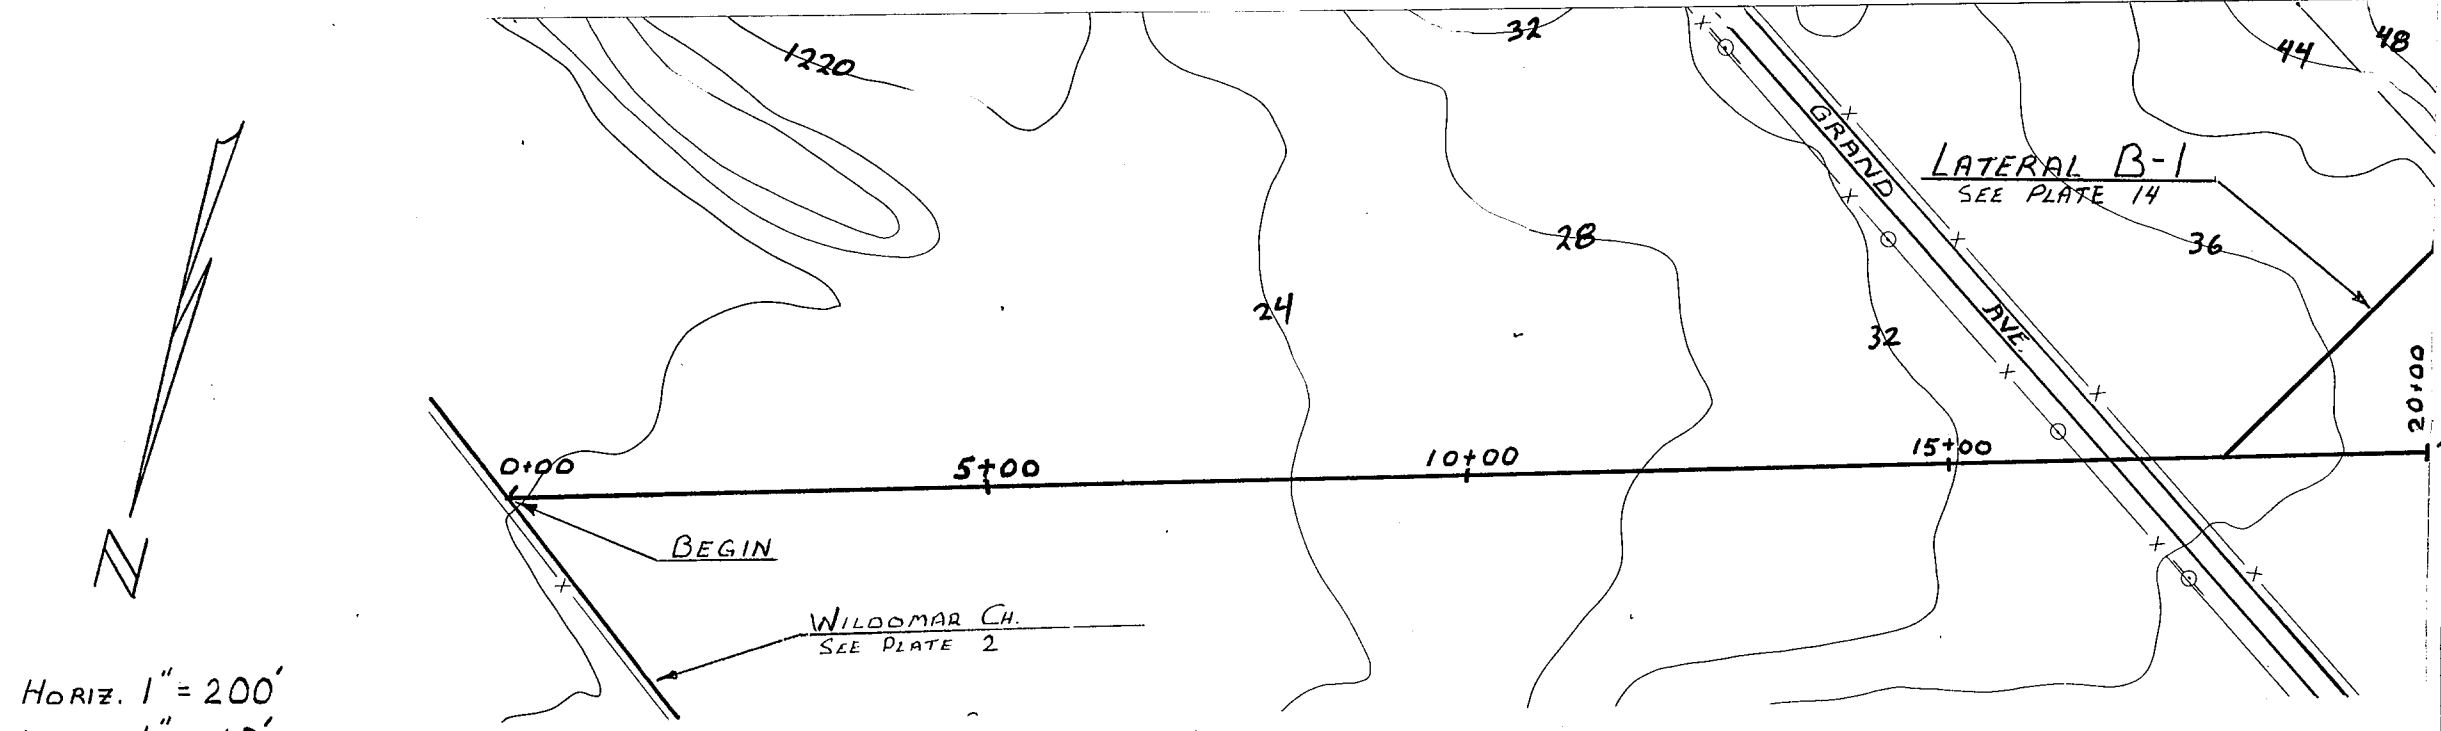 32
48
44
1220
GRAND AVE.
LATERAL B-1
SEE PLATE 14
28
36
24
32
20+00
0+00
5+00
10+00
15+00
BEGIN
N
WILDOMAR CH.
SEE PLATE 2
HORIZ. 1" = 200'